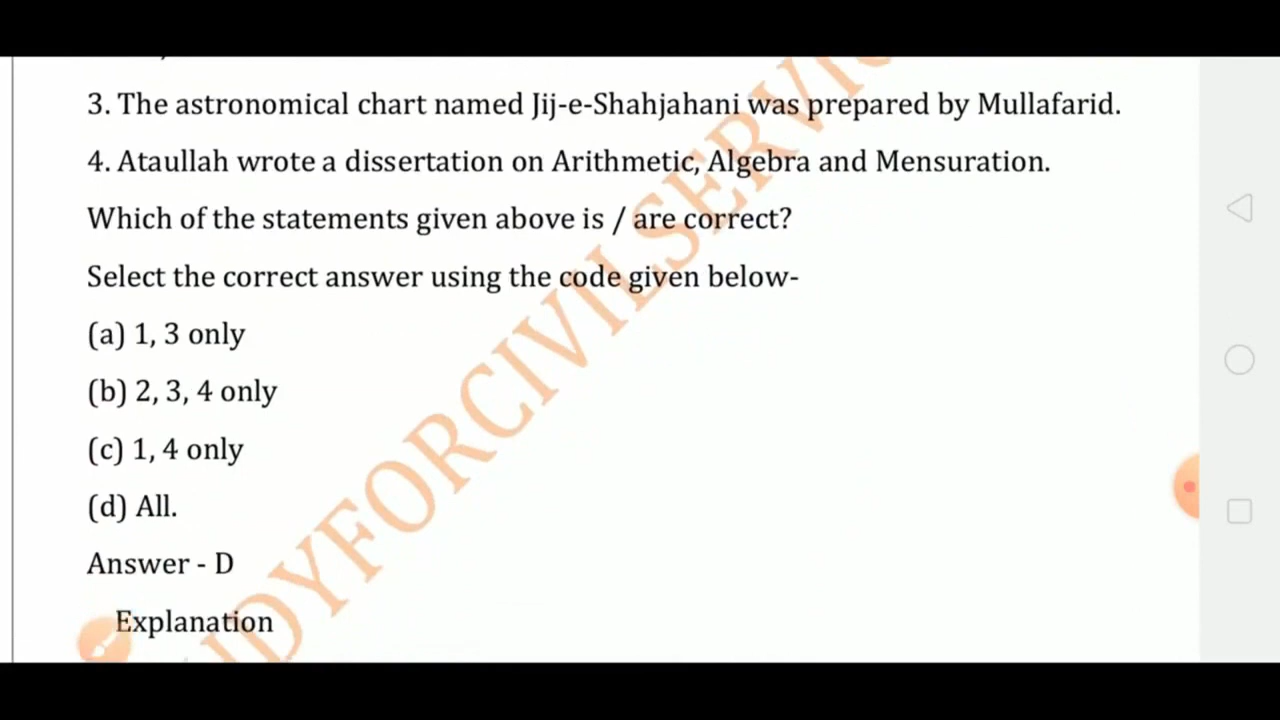 3. The astronomical chart named Jij-e-Shahjahani was prepared by Mullafarid.
4. Ataullah wrote a dissertation on Arithmetic, Algebra and Mensuration.
Which of the statements given above is / are correct?
Select the correct answer using the code given below-
(a) 1, 3 only
(b) 2, 3, 4 only
(c) 1, 4 only
(d) All.
Answer - D
Explanation